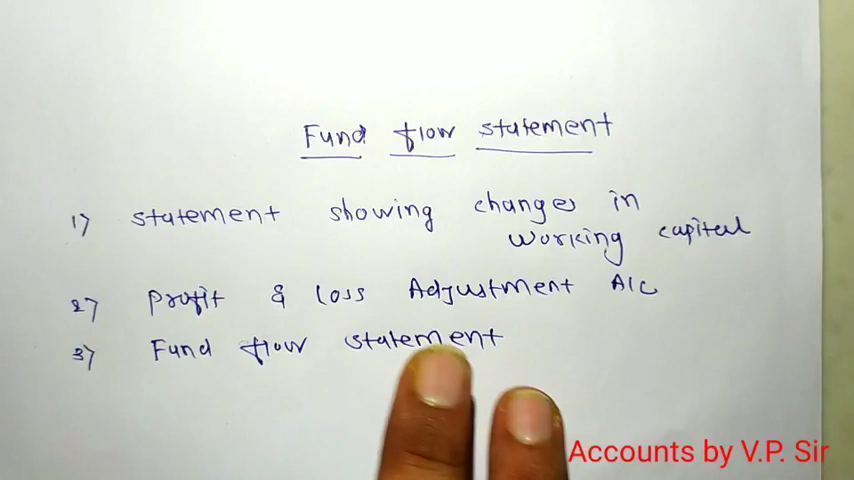 Fund flow statement
1) statement showing changes in
working capital
2) Profit & Loss Adjustment A/c
3) Fund flow statement
Accounts by V.P. Sir